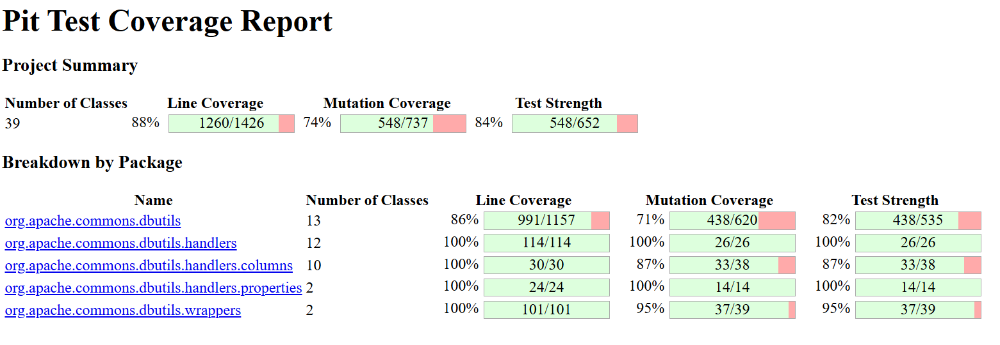 Pit Test Coverage Report
Project Summary
Number of Classes Line Coverage Mutation Coverage Test Strength
39 88% 1260/1426 74% 548/737 84% 548/652
Breakdown by Package
Name Number of Classes Line Coverage Mutation Coverage Test Strength
org.apache.commons.dbutils 13 86% 991/1157 71% 438/620 82% 438/535
org.apache.commons.dbutils.handlers 12 100% 114/114 100% 26/26 100% 26/26
org.apache.commons.dbutils.handlers.columns 10 100% 30/30 87% 33/38 87% 33/38
org.apache.commons.dbutils.handlers.properties 2 100% 24/24 100% 14/14 100% 14/14
org.apache.commons.dbutils.wrappers 2 100% 101/101 95% 37/39 95% 37/39